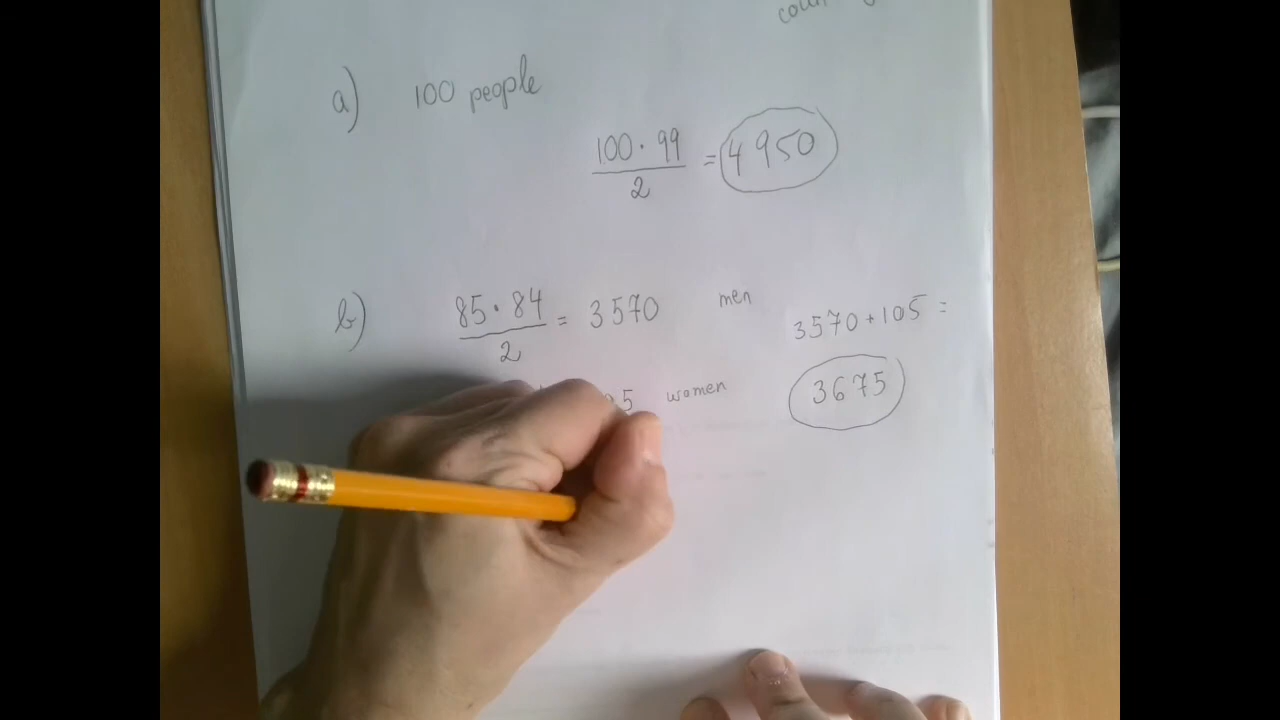 a) 100 people
100 · 99
2
= 4950
b) 85 · 84
2
= 3570 men
women
3570 + 105 =
3675